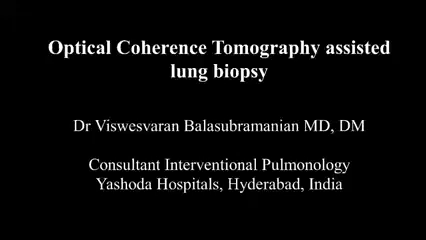 Optical Coherence Tomography assisted
lung biopsy
Dr Viswesvaran Balasubramanian MD, DM
Consultant Interventional Pulmonology
Yashoda Hospitals, Hyderabad, India